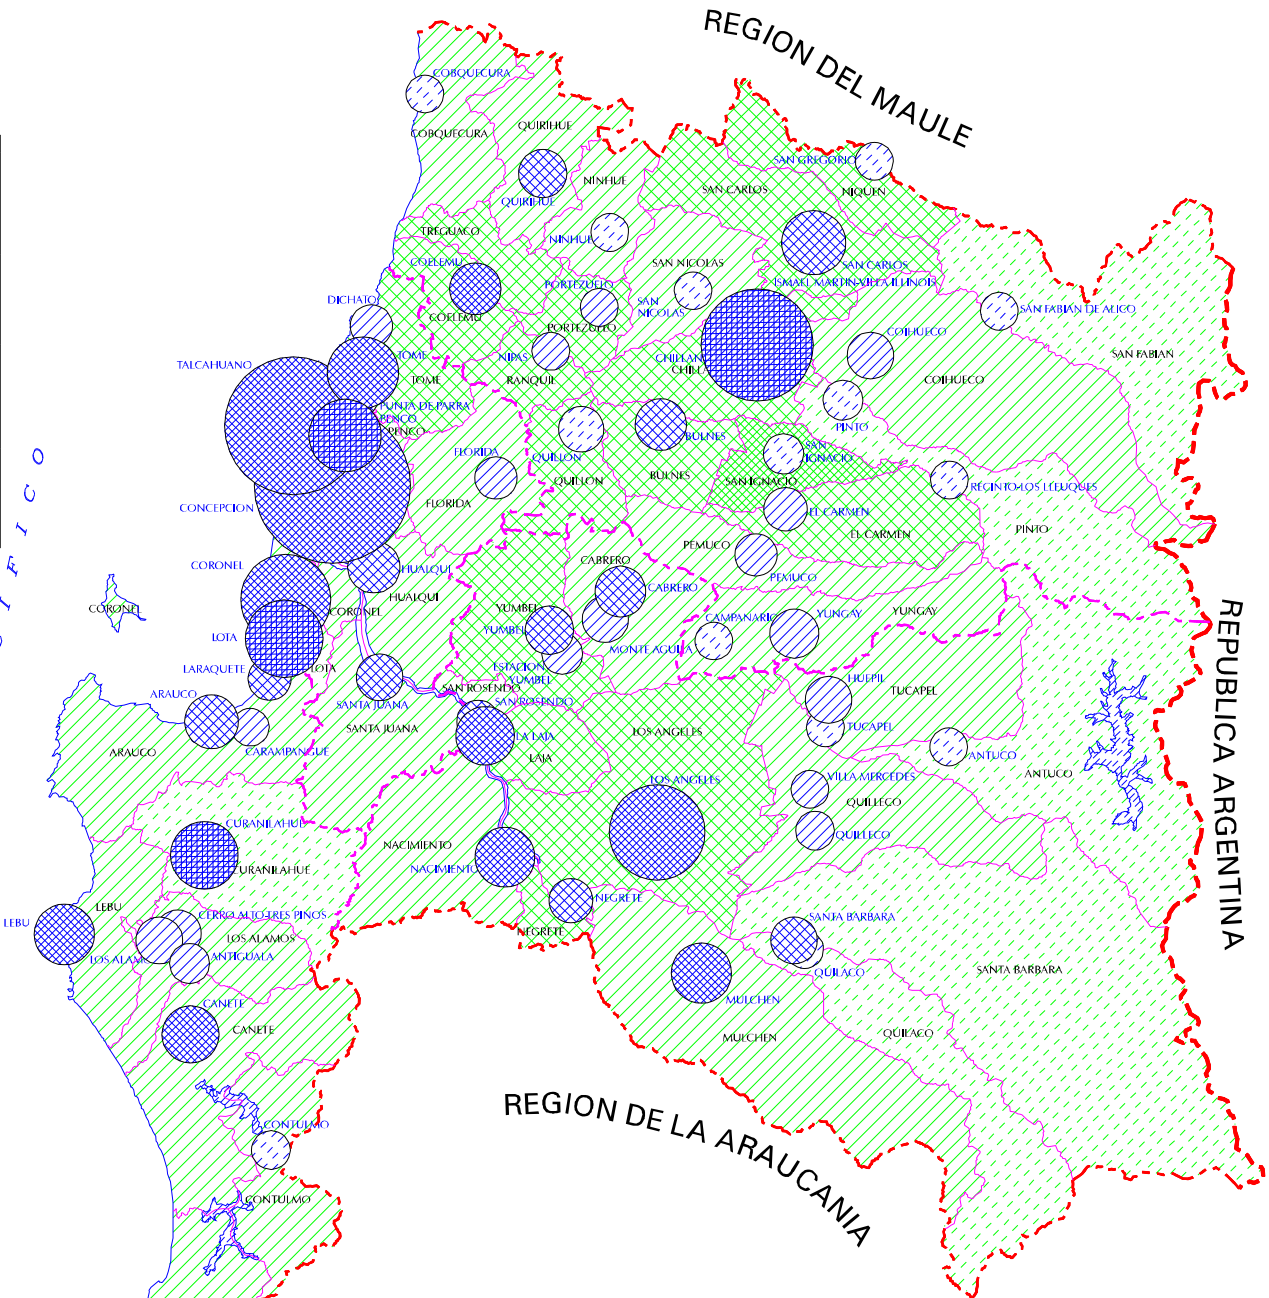 REGION DEL MAULE
COBQUECURA
COBQUECURA
QUIRIHUE
QUIRIHUE
NINHUE
NINHUE
SAN GREGORIO
NIQUEN
SAN CARLOS
SAN CARLOS
TREGUACO
COELEMU
COELEMU
SAN NICOLAS
SAN
NICOLAS
ISMAEL MARTIN-VILLA ILLINOIS
PORTEZUELO
PORTEZUELO
DICHATO
SAN FABIAN DE ALICO
SAN FABIAN
COIHUECO
COIHUECO
CHILLAN
TALCAHUANO
TOME
TOME
NIPAS
RANQUIL
PUNTA DE PARRA
PENCO
PENCO
PINTO
FLORIDA
FLORIDA
QUILLON
QUILLON
BULNES
BULNES
SAN
IGNACIO
SAN IGNACIO
RECINTO-LOS LLEUQUES
PINTO
CONCEPCION
EL CARMEN
EL CARMEN
PEMUCO
PEMUCO
CORONEL
HUALQUI
HUALQUI
CABRERO
CABRERO
CORONEL
CORONEL
YUMBEL
YUMBEL
MONTE AGUILA
CAMPANARIO
YUNGAY
YUNGAY
LOTA
LOTA
LARAQUETE
ESTACION
YUMBEL
ARAUCO
ARAUCO
CARAMPANGUE
SANTA JUANA
SANTA JUANA
SAN ROSENDO
SAN ROSENDO
LA LAJA
LAJA
LOS ANGELES
LOS ANGELES
HUEPIL
TUCAPEL
TUCAPEL
ANTUCO
ANTUCO
VILLA MERCEDES
QUILLECO
QUILLECO
REPUBLICA ARGENTINA
CURANILAHUE
NACIMIENTO
NACIMIENTO
NEGRETE
NEGRETE
LEBU
LEBU
CERRO ALTO-TRES PINOS
LOS ALAMOS
ANTIGUALA
SANTA BARBARA
SANTA BARBARA
QUILACO
QUILACO
MULCHEN
MULCHEN
CANETE
CANETE
CONTULMO
CONTULMO
REGION DE LA ARAUCANIA